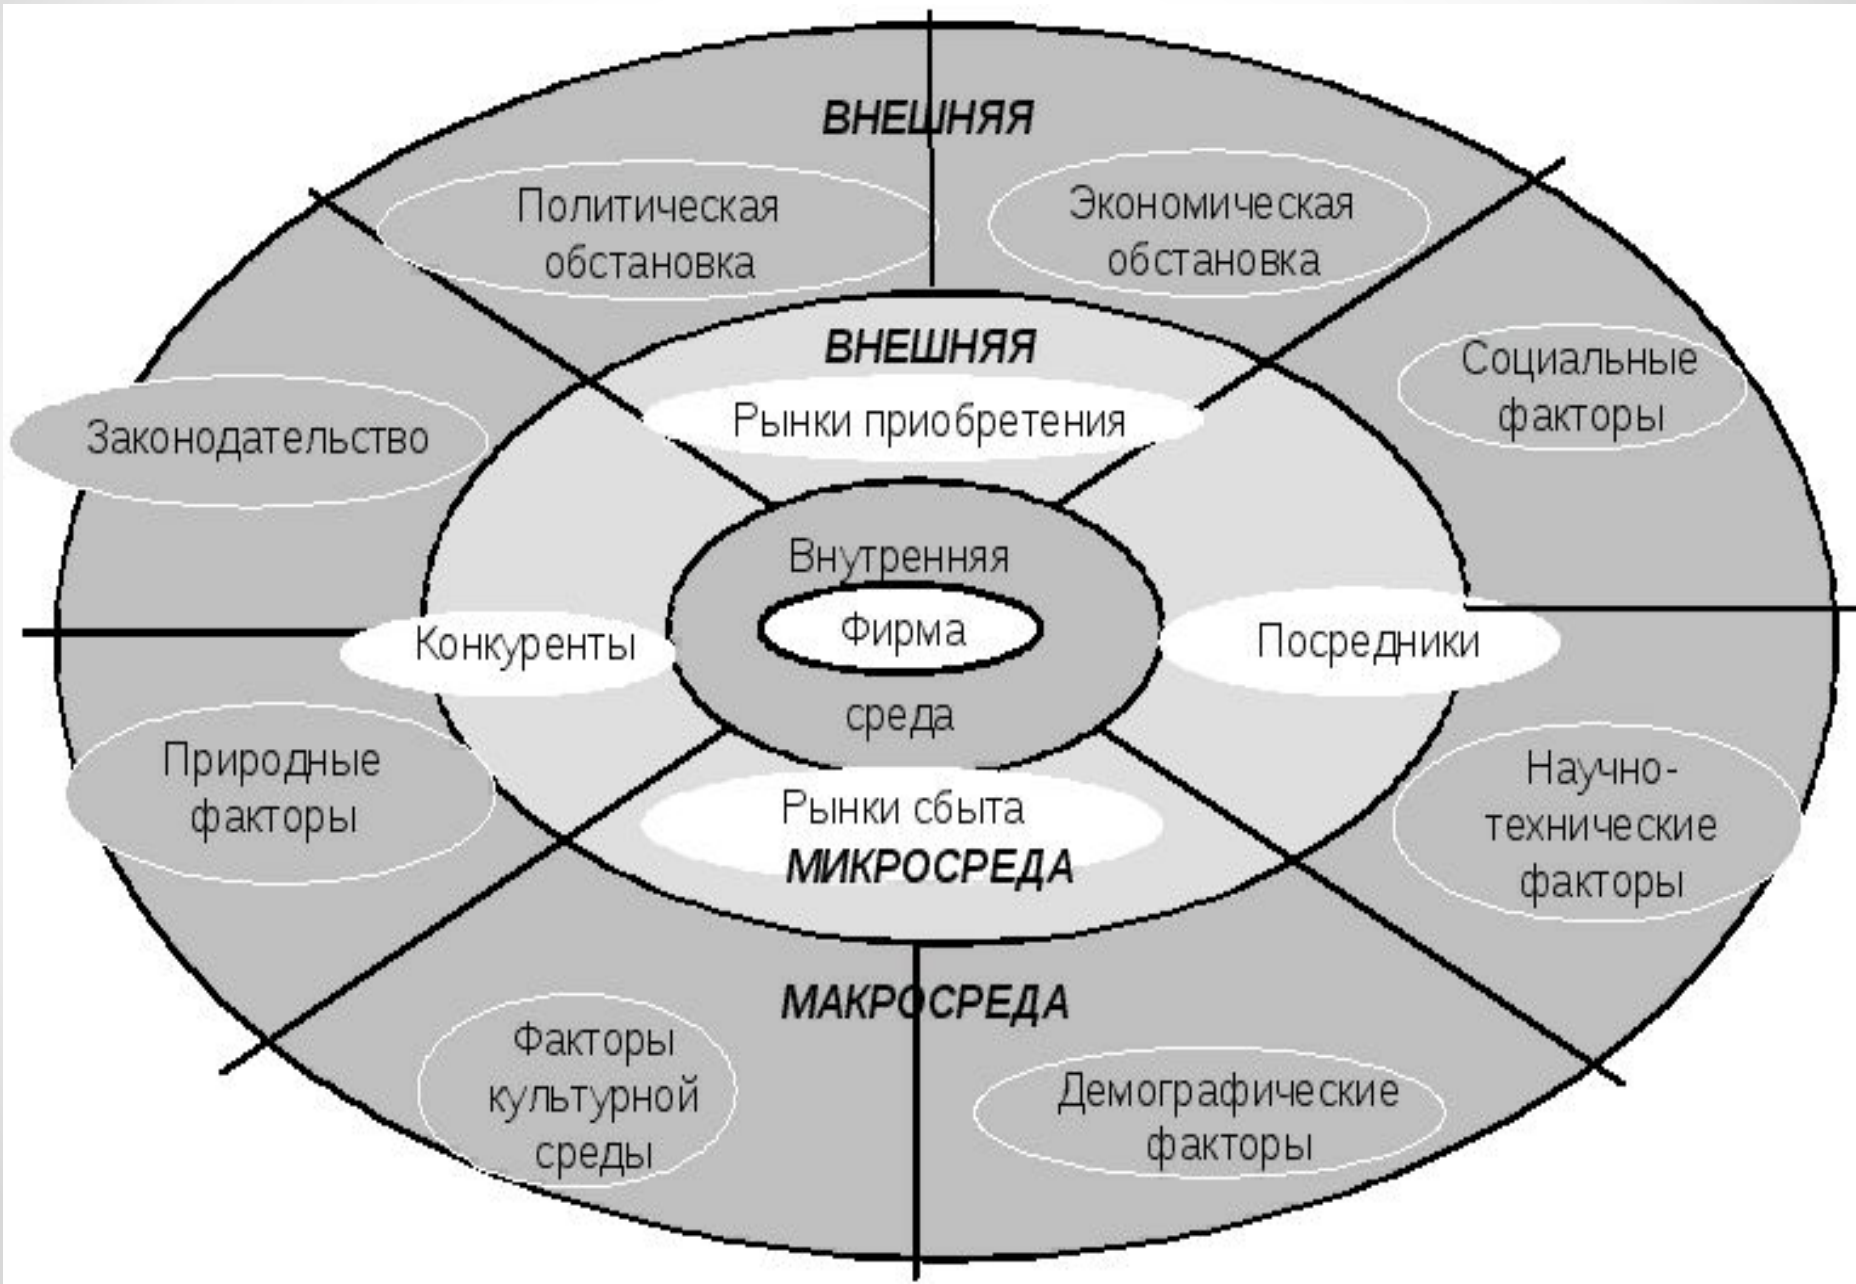 ВНЕШНЯЯ
Политическая
обстановка
Экономическая
обстановка
ВНЕШНЯЯ
Рынки приобретения
Социальные
факторы
Законодательство
Внутренняя
Фирма
среда
Конкуренты
Посредники
Природные
факторы
Рынки сбыта
МИКРОСРЕДА
Научно-
технические
факторы
МАКРОСРЕДА
Факторы
культурной
среды
Демографические
факторы